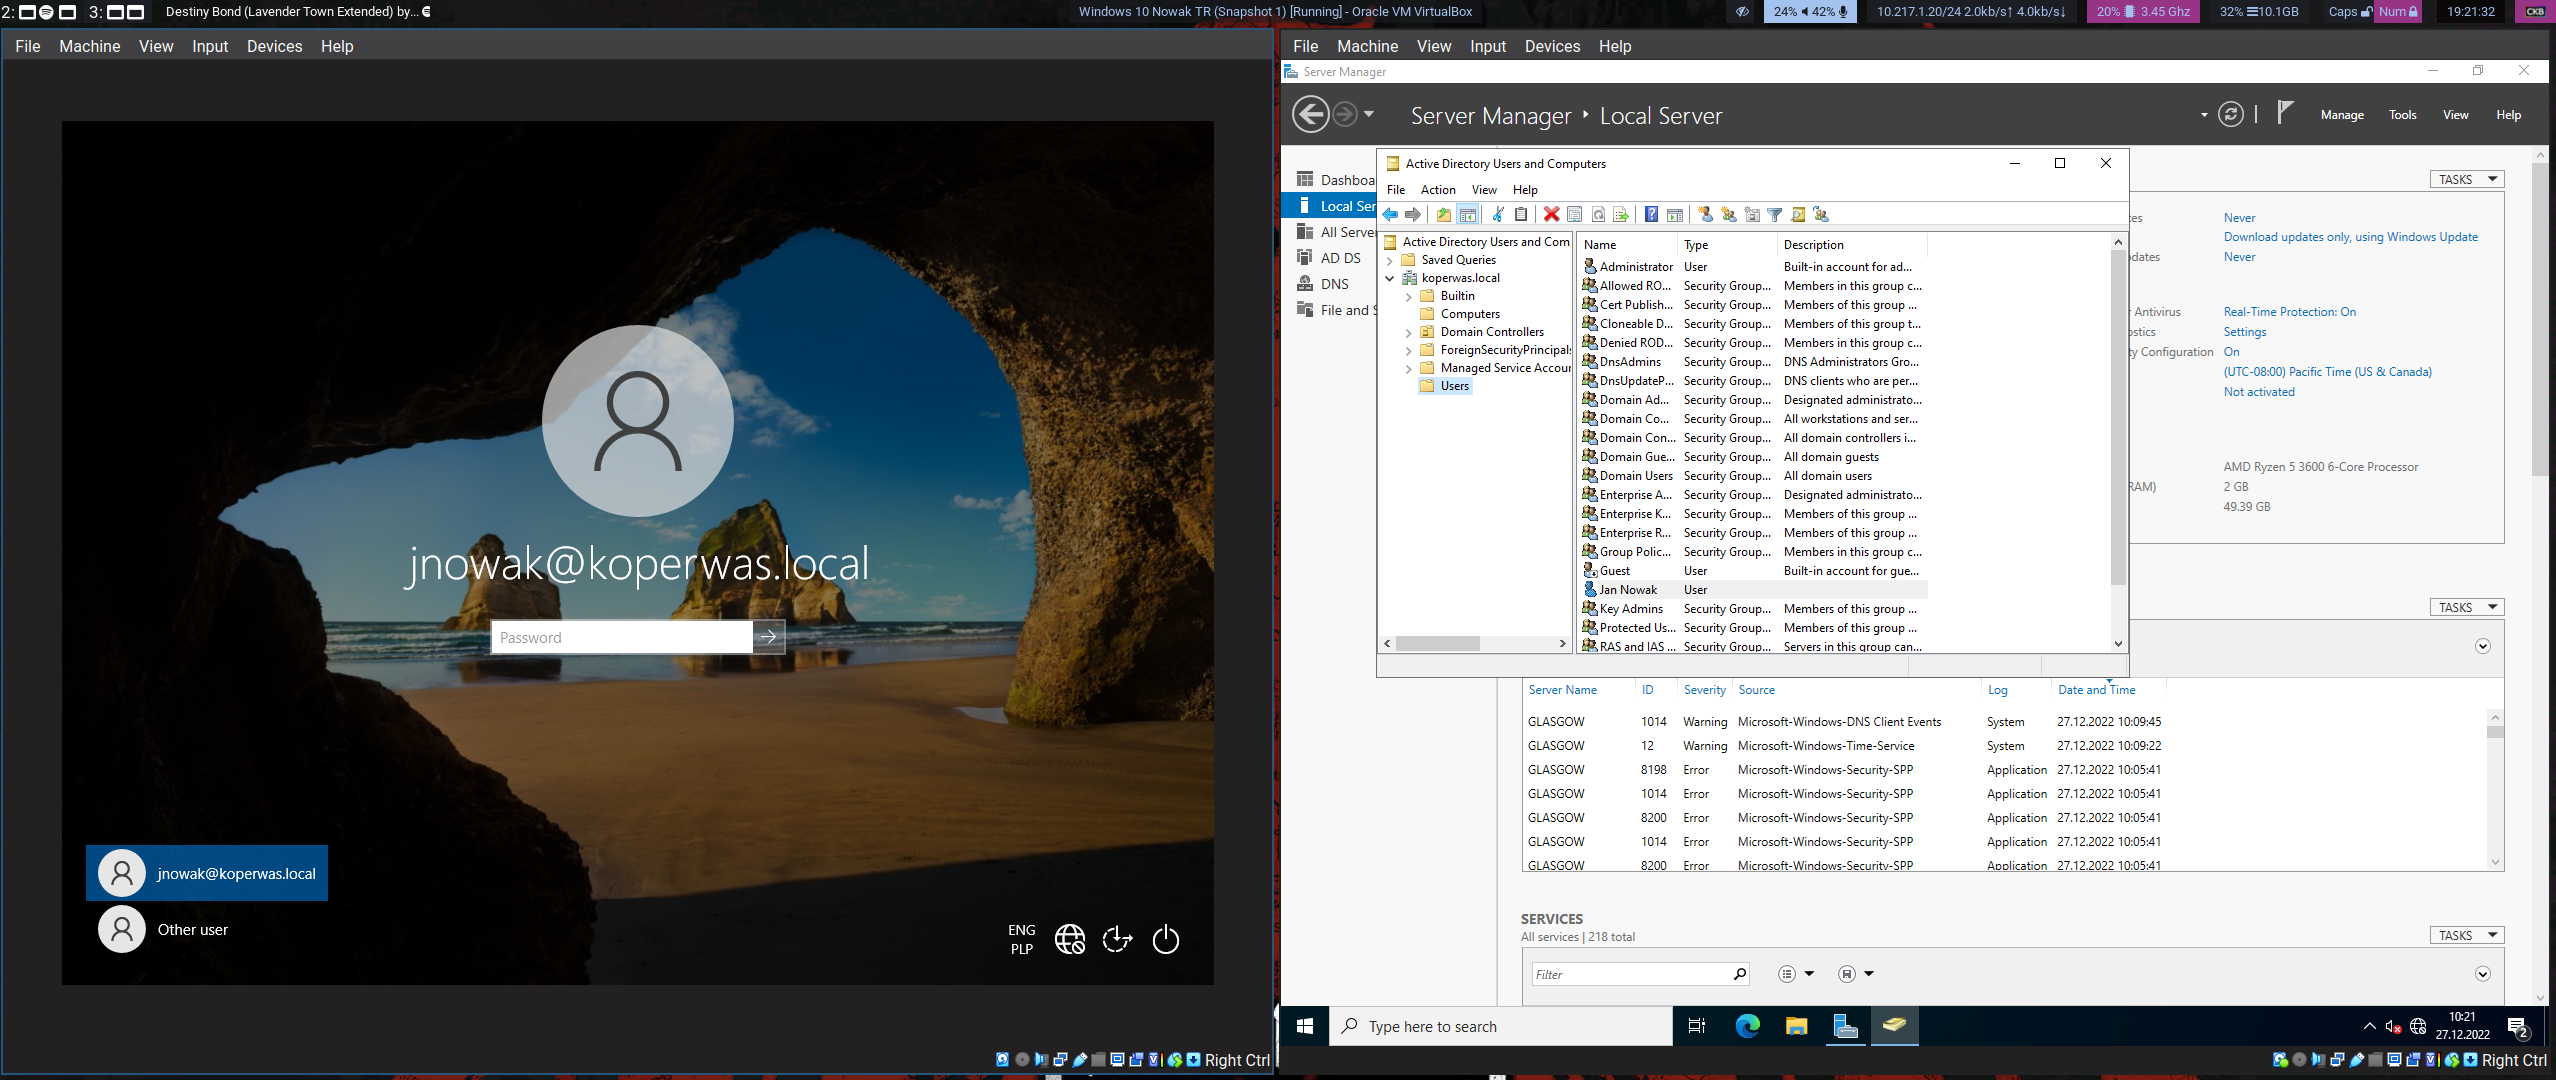 2:
3:
Destiny Bond (Lavender Town Extended) by...
Windows 10 Nowak TR (Snapshot 1) [Running] - Oracle VM VirtualBox
24% 42%
10.217.1.20/24 2.0kb/s↑ 4.0kb/s↓
20% 3.45 Ghz
32% 10.1GB
Caps Num
19:21:32
CKB
File Machine View Input Devices Help
jnowak@koperwas.local
Password
jnowak@koperwas.local
Other user
ENG
PLP
Right Ctrl
File Machine View Input Devices Help
Server Manager
Server Manager Local Server
Manage Tools View Help
Dashboa
Local Ser
All Server
AD DS
DNS
File and S
TASKS
Never
Download updates only, using Windows Update
dates Never
Antivirus Real-Time Protection: On
ostics Settings
Configuration On
(UTC-08:00) Pacific Time (US & Canada)
Not activated
AMD Ryzen 5 3600 6-Core Processor
RAM) 2 GB
49.39 GB
TASKS
Active Directory Users and Computers
File Action View Help
Active Directory Users and Com
Saved Queries
koperwas.local
Builtin
Computers
Domain Controllers
ForeignSecurityPrincipals
Managed Service Accour
Users
Name Type Description
Administrator User Built-in account for ad...
Allowed RO... Security Group... Members in this group c...
Cert Publish... Security Group... Members of this group ...
Cloneable D... Security Group... Members of this group t...
Denied ROD... Security Group... Members in this group c...
DnsAdmins Security Group... DNS Administrators Gro...
DnsUpdateP... Security Group... DNS clients who are per...
Domain Ad... Security Group... Designated administrato...
Domain Co... Security Group... All workstations and ser...
Domain Con... Security Group... All domain controllers i...
Domain Gue... Security Group... All domain guests
Domain Users Security Group... All domain users
Enterprise A... Security Group... Designated administrato...
Enterprise K... Security Group... Members of this group ...
Enterprise R... Security Group... Members of this group ...
Group Polic... Security Group... Members in this group c...
Guest User Built-in account for gue...
Jan Nowak User
Key Admins Security Group... Members of this group ...
Protected Us... Security Group... Members of this group ...
RAS and IAS ... Security Group... Servers in this group can...
Server Name ID Severity Source Log Date and Time
GLASGOW 1014 Warning Microsoft-Windows-DNS Client Events System 27.12.2022 10:09:45
GLASGOW 12 Warning Microsoft-Windows-Time-Service System 27.12.2022 10:09:22
GLASGOW 8198 Error Microsoft-Windows-Security-SPP Application 27.12.2022 10:05:41
GLASGOW 1014 Error Microsoft-Windows-Security-SPP Application 27.12.2022 10:05:41
GLASGOW 8200 Error Microsoft-Windows-Security-SPP Application 27.12.2022 10:05:41
GLASGOW 1014 Error Microsoft-Windows-Security-SPP Application 27.12.2022 10:05:41
GLASGOW 8200 Error Microsoft-Windows-Security-SPP Application 27.12.2022 10:05:41
SERVICES
All services | 218 total
TASKS
Filter
Type here to search
10:21
27.12.2022
2
Right Ctrl